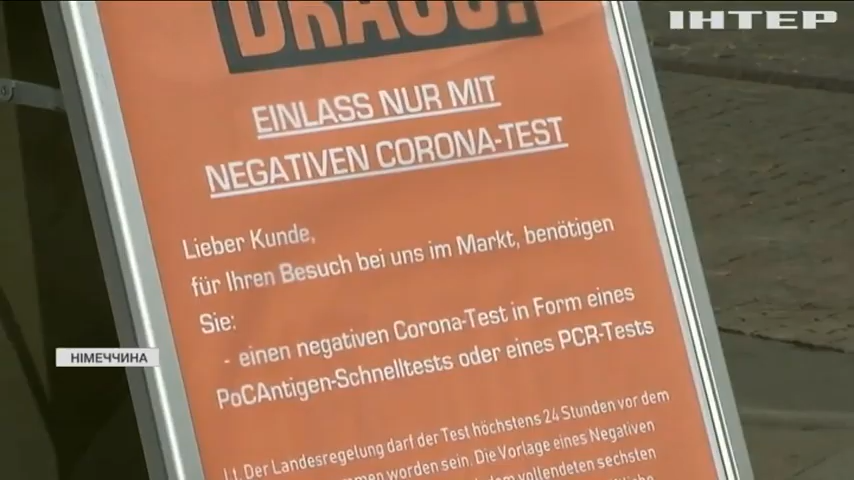 ІНТЕР
EINLASS NUR MIT
NEGATIVEN CORONA-TEST
Lieber Kunde,
für Ihren Besuch bei uns im Markt, benötigen
Sie:
- einen negativen Corona-Test in Form eines
PoCAntigen-Schnelltests oder eines PCR-Tests
НІМЕЧЧИНА
Lt. Der Landesregelung darf der Test höchstens 24 Stunden vor dem
worden sein. Die Vorlage eines Negativen
vollendeten sechsten